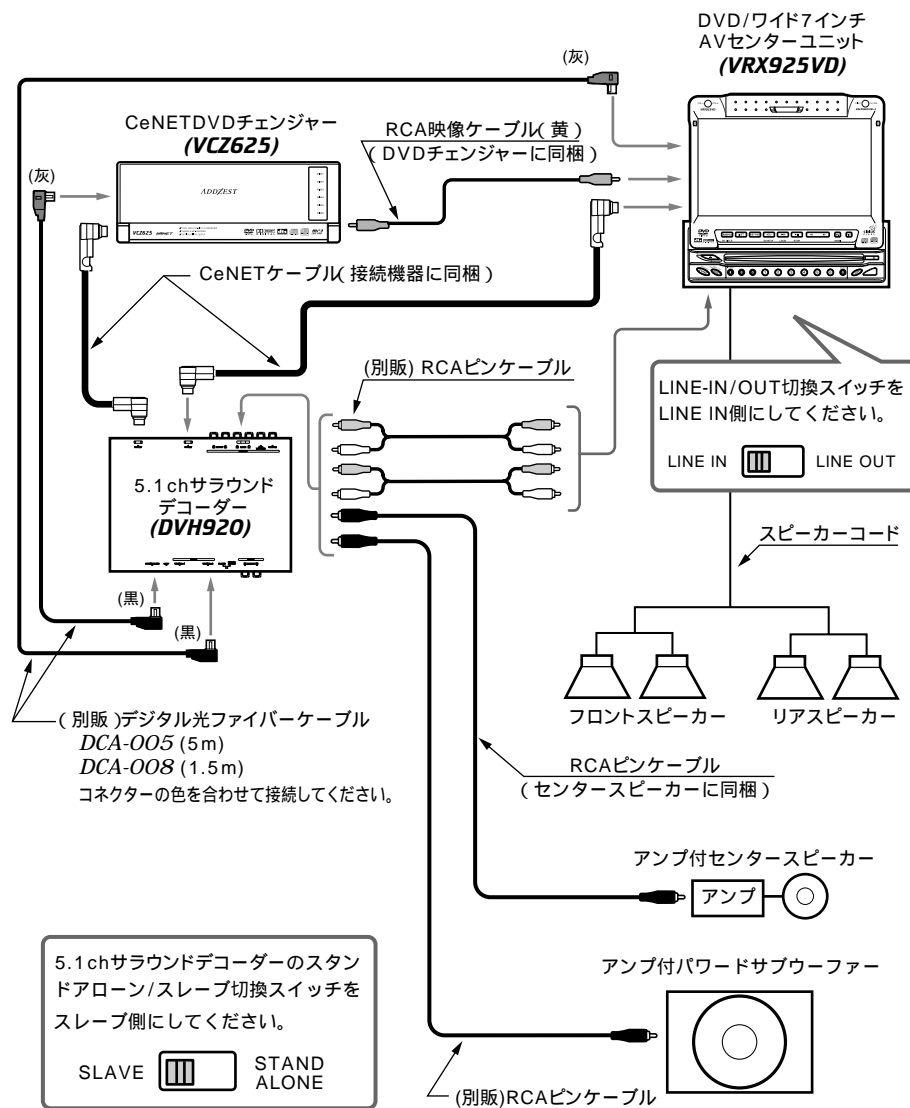 DVD/ワイド7インチ
AVセンターユニット
(VRX925VD)
(灰)
CeNETDVDチェンジャー
(VCZ625)
RCA映像ケーブル(黄)
(DVDチェンジャーに同梱)
(灰)
ADDZEST
VCZ625
CeNETケーブル(接続機器に同梱)
(別販) RCAピンケーブル
LINE-IN/OUT切換スイッチを
LINE IN側にしてください。
LINE IN LINE OUT
5.1chサラウンド
デコーダー
(DVH920)
スピーカーコード
(黒)
(黒)
(別販)デジタル光ファイバーケーブル
DCA-005 (5m)
DCA-008 (1.5m)
コネクターの色を合わせて接続してください。
フロントスピーカー リアスピーカー
RCAピンケーブル
(センタースピーカーに同梱)
アンプ付センタースピーカー
アンプ
5.1chサラウンドデコーダーのスタン
ドアローン/スレーブ切換スイッチを
スレーブ側にしてください。
SLAVE STAND
ALONE
アンプ付パワードサブウーファー
(別販)RCAピンケーブル